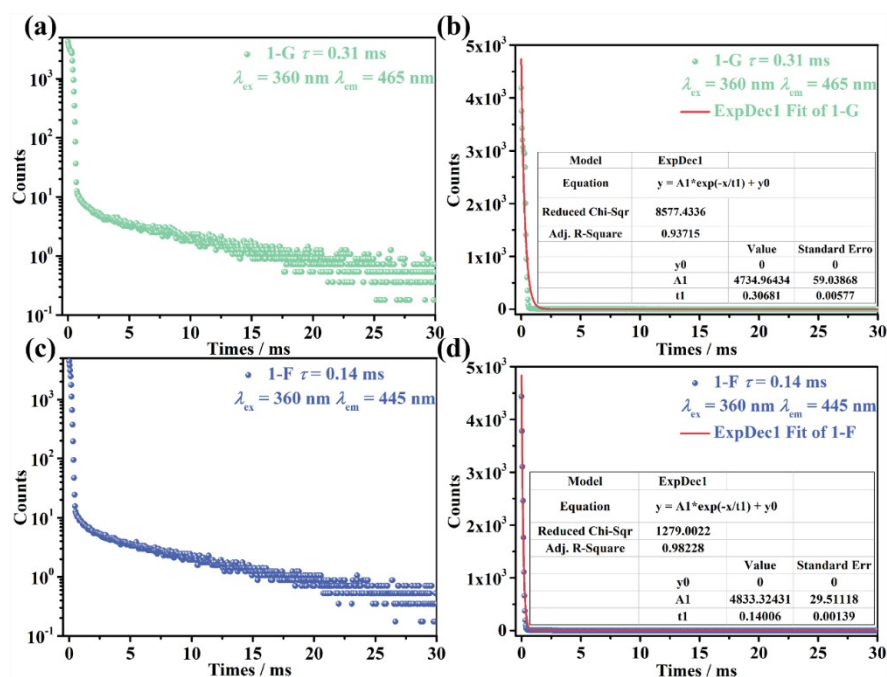 (a)
1-G τ = 0.31 ms
λex = 360 nm λem = 465 nm
10³
10²
10¹
10⁰
10⁻¹
Counts
0 5 10 15 20 25 30
Times / ms
(b)
5x10³
4x10³
3x10³
2x10³
1x10³
0
Counts
1-G τ = 0.31 ms
λex = 360 nm λem = 465 nm
ExpDec1 Fit of 1-G
Model ExpDec1
Equation y = A1*exp(-x/t1) + y0
Reduced Chi-Sqr 8577.4336
Adj. R-Square 0.93715
Value Standard Erro
y0 0 0
A1 4734.96434 59.03868
t1 0.30681 0.00577
0 5 10 15 20 25 30
Times / ms
(c)
1-F τ = 0.14 ms
λex = 360 nm λem = 445 nm
10³
10²
10¹
10⁰
10⁻¹
Counts
0 5 10 15 20 25 30
Times / ms
(d)
5x10³
4x10³
3x10³
2x10³
1x10³
0
Counts
1-F τ = 0.14 ms
λex = 360 nm λem = 445 nm
ExpDec1 Fit of 1-F
Model ExpDec1
Equation y = A1*exp(-x/t1) + y0
Reduced Chi-Sqr 1279.0022
Adj. R-Square 0.98228
Value Standard Err
y0 0 0
A1 4833.32431 29.51118
t1 0.14006 0.00139
0 5 10 15 20 25 30
Times / ms